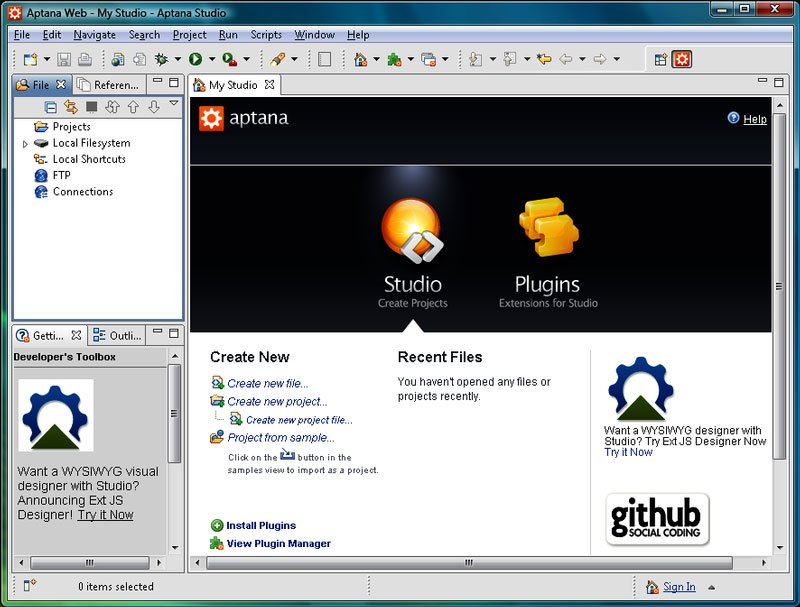 Aptana Web - My Studio - Aptana Studio
File Edit Navigate Search Project Run Scripts Window Help
File Referen...
My Studio
Projects
Local Filesystem
Local Shortcuts
FTP
Connections
aptana
Help
Studio
Create Projects
Plugins
Extensions for Studio
Getti... Outli...
Developer's Toolbox
Want a WYSIWYG visual
designer with Studio?
Announcing Ext JS
Designer! Try it Now
Create New
Create new file...
Create new project...
Create new project file...
Project from sample...
Click on the button in the
samples view to import as a project.
Install Plugins
View Plugin Manager
Recent Files
You haven't opened any files or
projects recently.
Want a WYSIWYG designer with
Studio? Try Ext JS Designer Now
Try it Now
github
SOCIAL CODING
0 items selected
Sign In